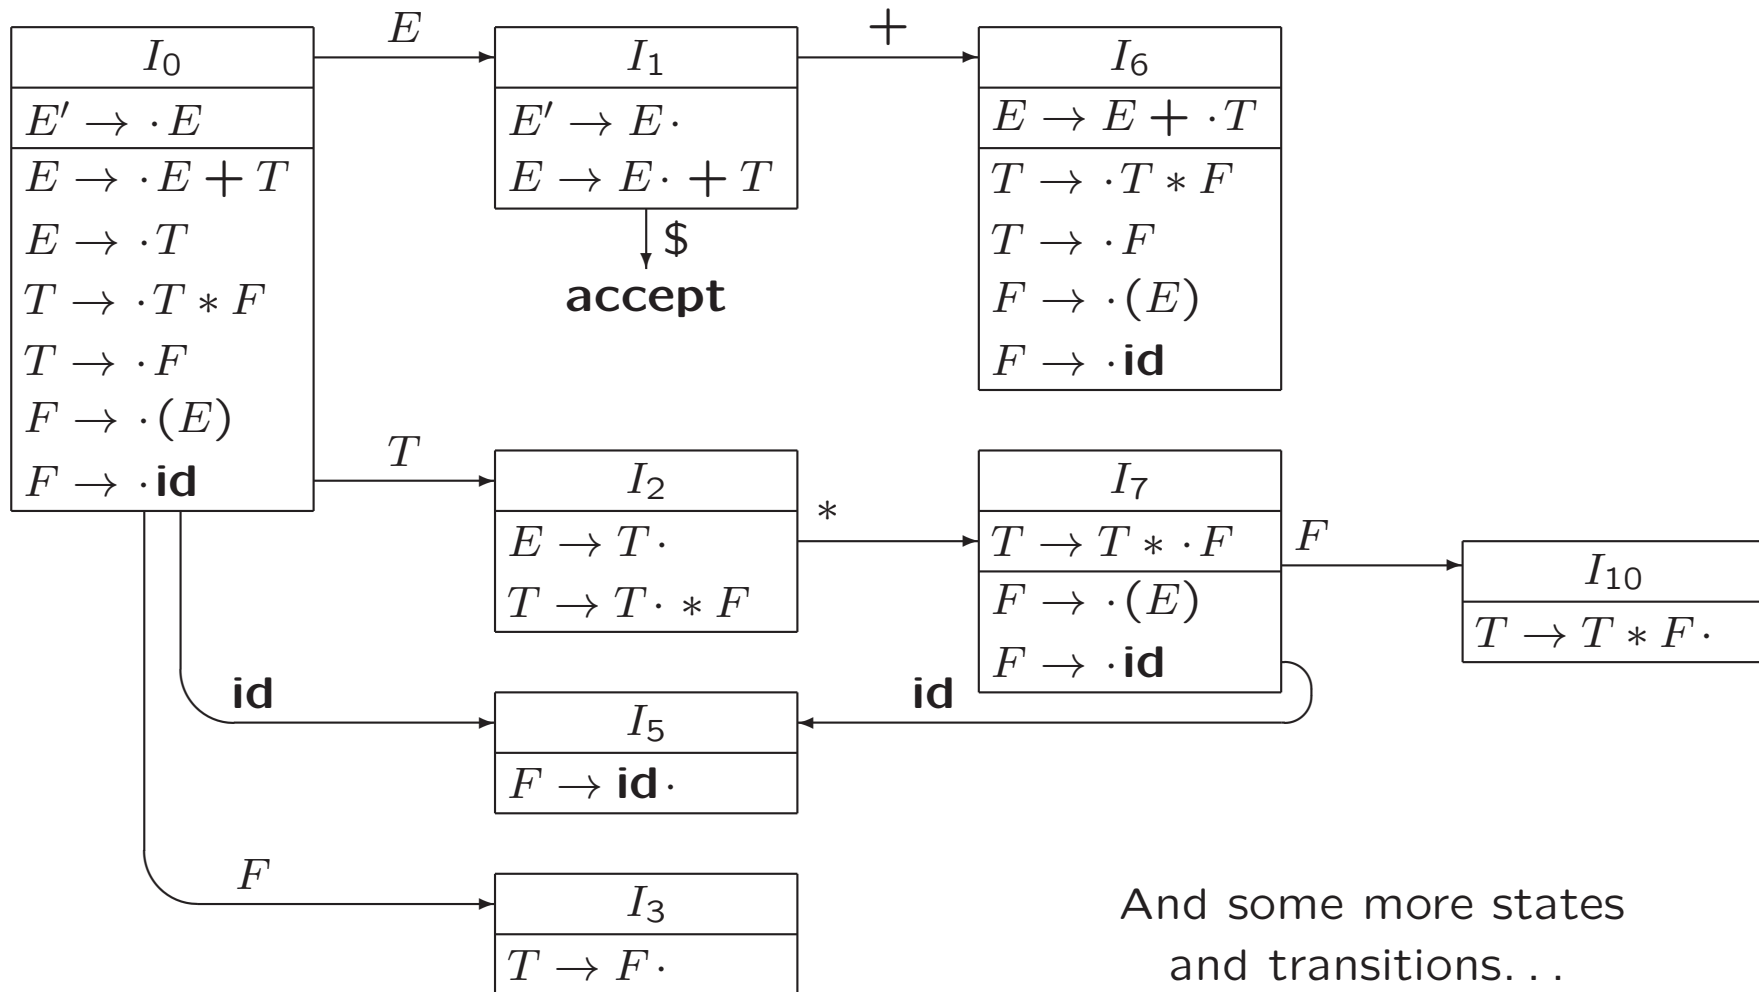 I₀
E′ → · E
E → · E + T
E → · T
T → · T * F
T → · F
F → · (E)
F → · id
E
I₁
E′ → E ·
E → E · + T
$
accept
+
I₆
E → E + · T
T → · T * F
T → · F
F → · (E)
F → · id
T
I₂
E → T ·
T → T · * F
*
I₇
T → T * · F
F → · (E)
F → · id
F
I₁₀
T → T * F ·
id
I₅
F → id ·
id
F
I₃
T → F ·
And some more states
and transitions. . .